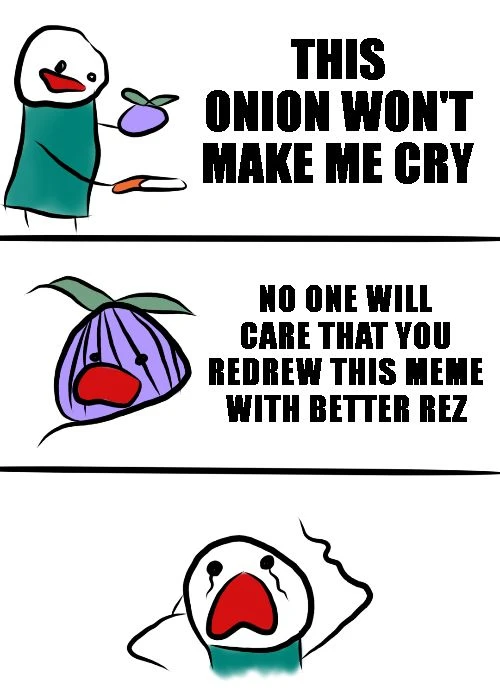 THIS
ONION WON'T
MAKE ME CRY
NO ONE WILL
CARE THAT YOU
REDREW THIS MEME
WITH BETTER REZ